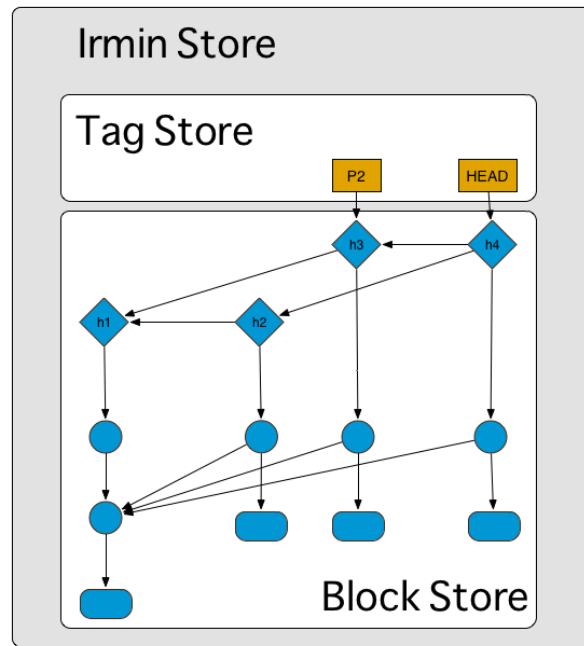 Irmin Store
Tag Store
P2
HEAD
h3
h4
h1
h2
Block Store